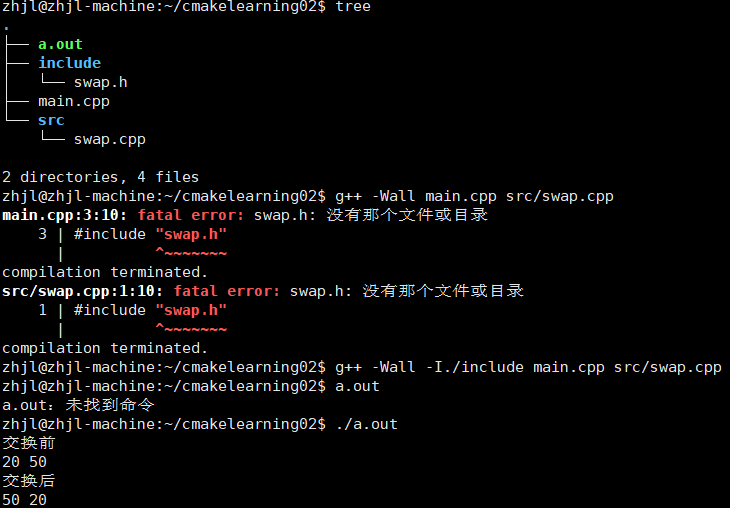 zhjl@zhjl-machine:~/cmakelearning02$ tree
.
├── a.out
├── include
│   └── swap.h
├── main.cpp
└── src
    └── swap.cpp

2 directories, 4 files
zhjl@zhjl-machine:~/cmakelearning02$ g++ -Wall main.cpp src/swap.cpp
main.cpp:3:10: fatal error: swap.h: 没有那个文件或目录
    3 | #include "swap.h"
      |          ^~~~~~~~
compilation terminated.
src/swap.cpp:1:10: fatal error: swap.h: 没有那个文件或目录
    1 | #include "swap.h"
      |          ^~~~~~~~
compilation terminated.
zhjl@zhjl-machine:~/cmakelearning02$ g++ -Wall -I./include main.cpp src/swap.cpp
zhjl@zhjl-machine:~/cmakelearning02$ a.out
a.out：未找到命令
zhjl@zhjl-machine:~/cmakelearning02$ ./a.out
交换前
20 50
交换后
50 20